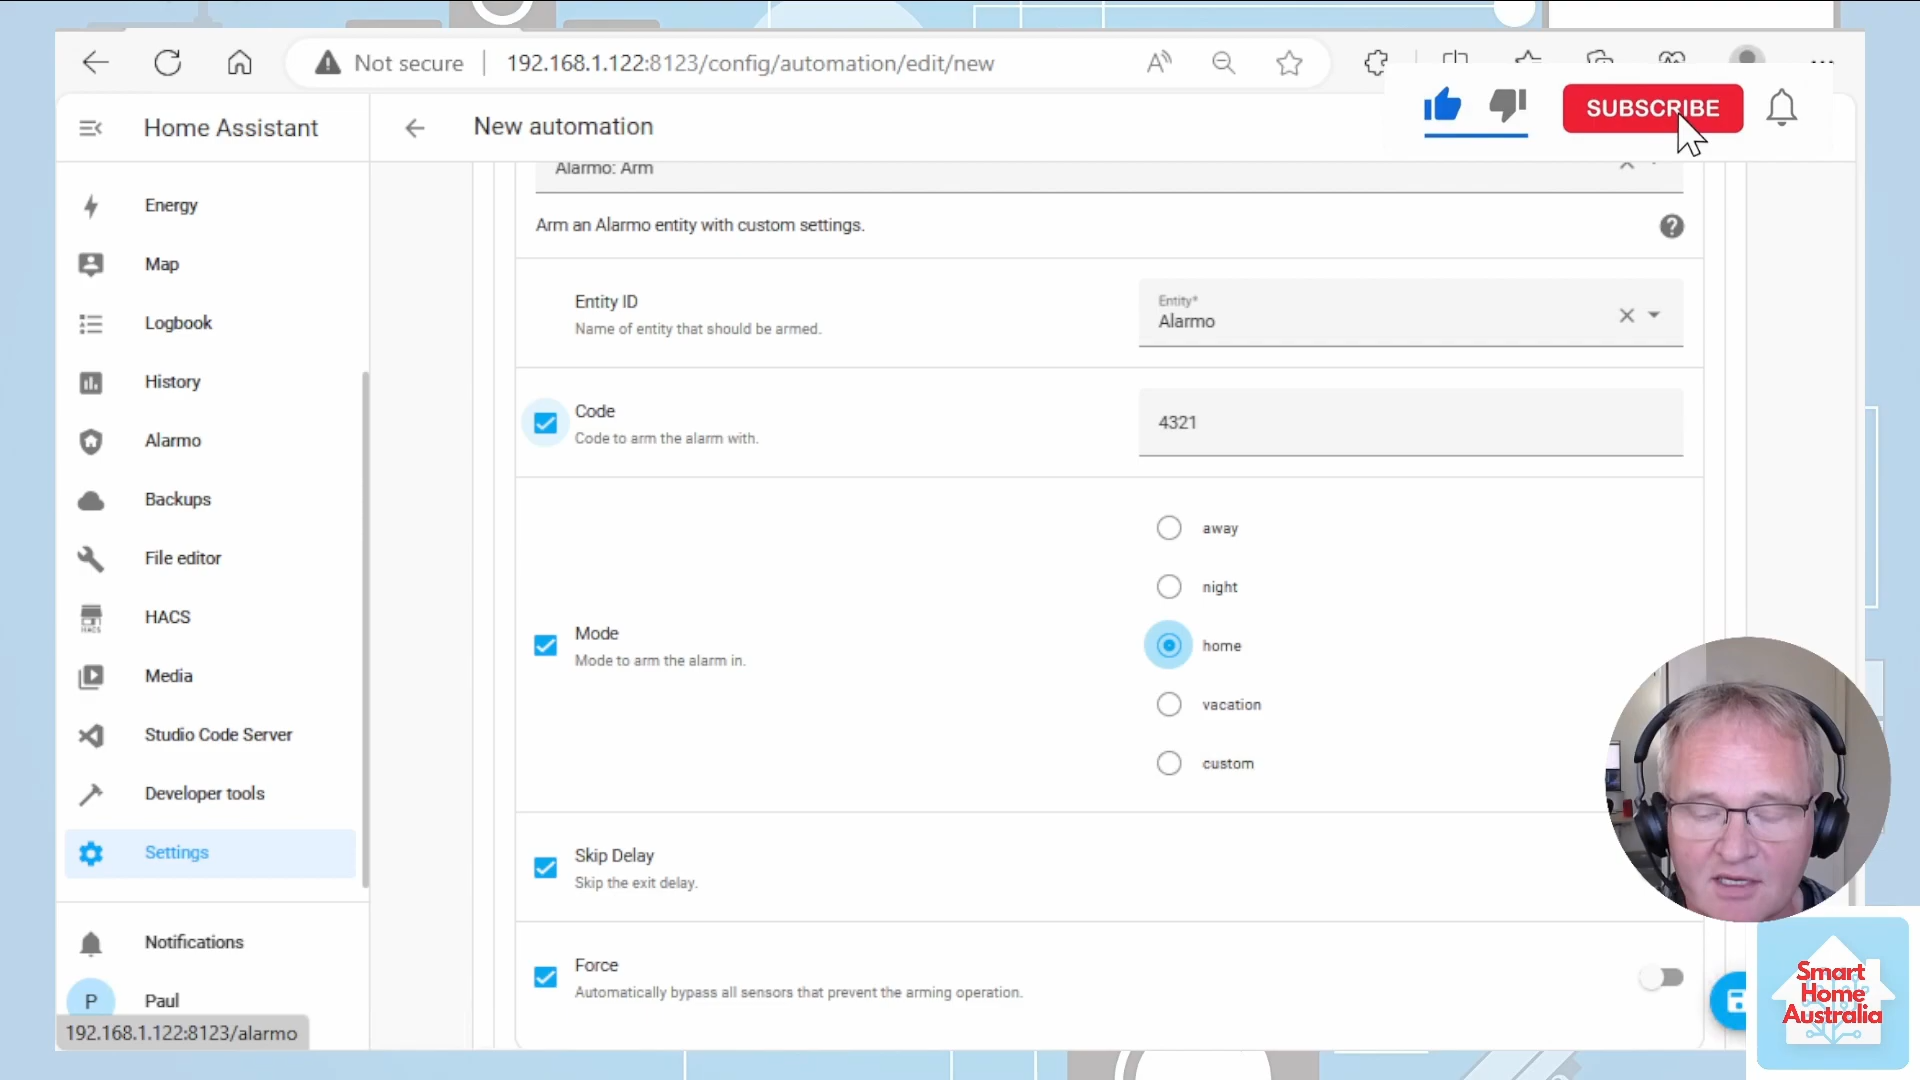 Not secure
192.168.1.122:8123/config/automation/edit/new
Home Assistant
New automation
SUBSCRIBE
Energy
Map
Logbook
History
Alarmo
Backups
File editor
HACS
HACS
Media
Studio Code Server
Developer tools
Settings
Notifications
P
Paul
192.168.1.122:8123/alarmo
Alarmo: Arm
Arm an Alarmo entity with custom settings.
Entity ID
Name of entity that should be armed.
Entity*
Alarmo
Code
Code to arm the alarm with.
4321
Mode
Mode to arm the alarm in.
away
night
home
vacation
custom
Skip Delay
Skip the exit delay.
Force
Automatically bypass all sensors that prevent the arming operation.
Smart
Home
Australia